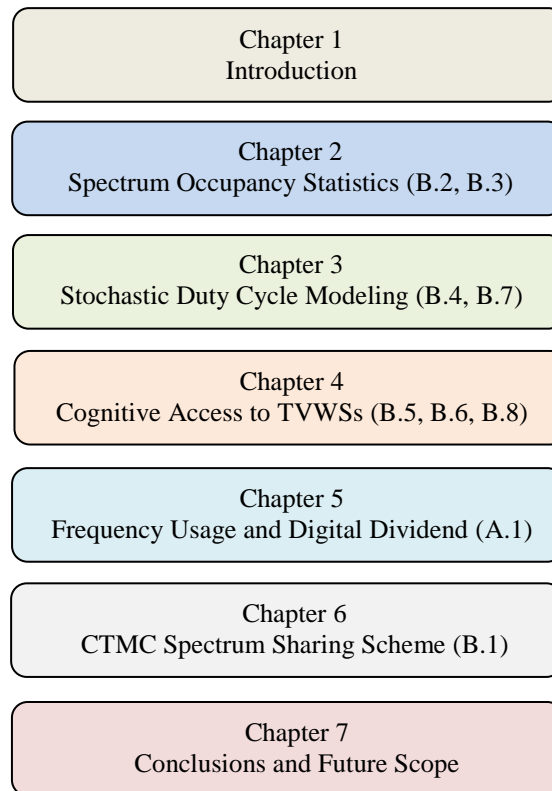 Chapter 1
Introduction
Chapter 2
Spectrum Occupancy Statistics (B.2, B.3)
Chapter 3
Stochastic Duty Cycle Modeling (B.4, B.7)
Chapter 4
Cognitive Access to TVWSs (B.5, B.6, B.8)
Chapter 5
Frequency Usage and Digital Dividend (A.1)
Chapter 6
CTMC Spectrum Sharing Scheme (B.1)
Chapter 7
Conclusions and Future Scope